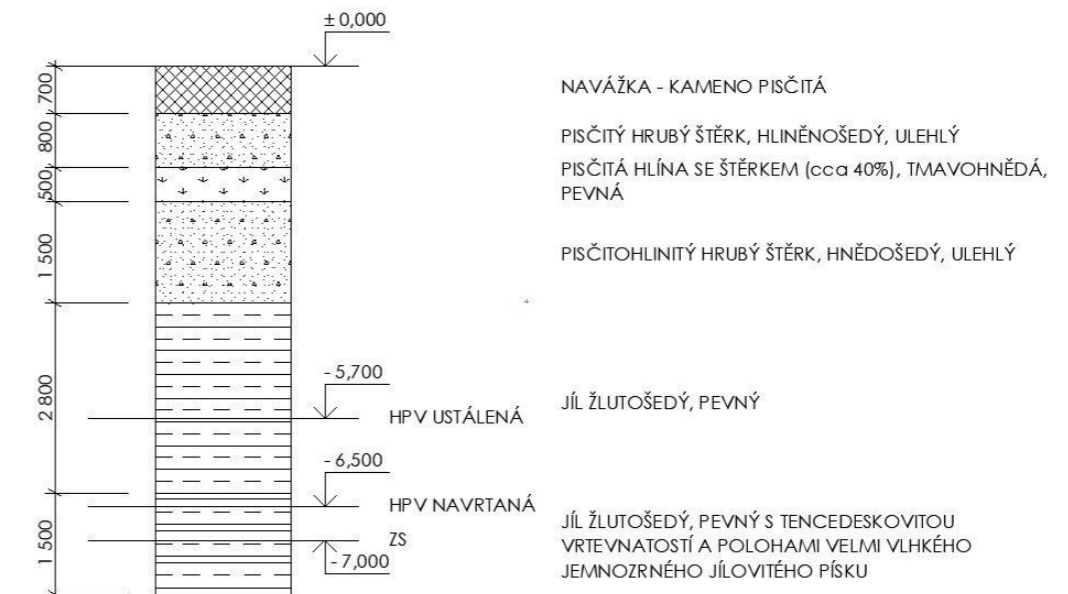 ± 0,000
700
NAVÁŽKA - KAMENO PISČITÁ
800
PISČITÝ HRUBÝ ŠTĚRK, HLINĚNOŠEDÝ, ULEHLÝ
500
PISČITÁ HLÍNA SE ŠTĚRKEM (cca 40%), TMAVOHNĚDÁ,
PEVNÁ
1 500
PISČITOHLINITÝ HRUBÝ ŠTĚRK, HNĚDOŠEDÝ, ULEHLÝ
2 800
- 5,700
HPV USTÁLENÁ
JÍL ŽLUTOŠEDÝ, PEVNÝ
- 6,500
HPV NAVRTANÁ
1 500
ZS
- 7,000
JÍL ŽLUTOŠEDÝ, PEVNÝ S TENCEDESKOVITOU
VRTEVNATOSTÍ A POLOHAMI VELMI VLHKÉHO
JEMNOZRNÉHO JÍLOVITÉHO PÍSKU